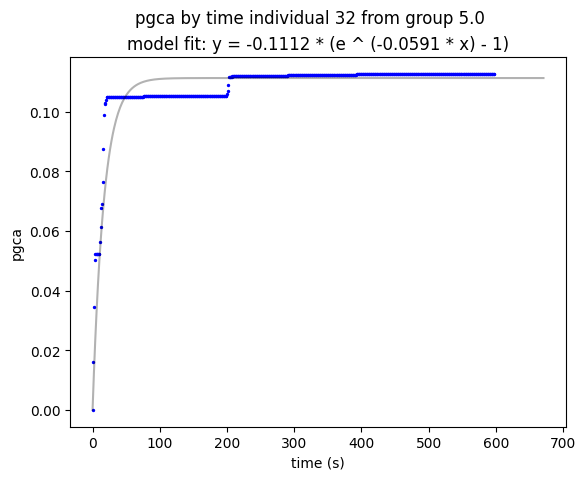 pgca by time individual 32 from group 5.0
model fit: y = -0.1112 * (e ^ (-0.0591 * x) - 1)
pgca
0.10
0.08
0.06
0.04
0.02
0.00
0 100 200 300 400 500 600 700
time (s)